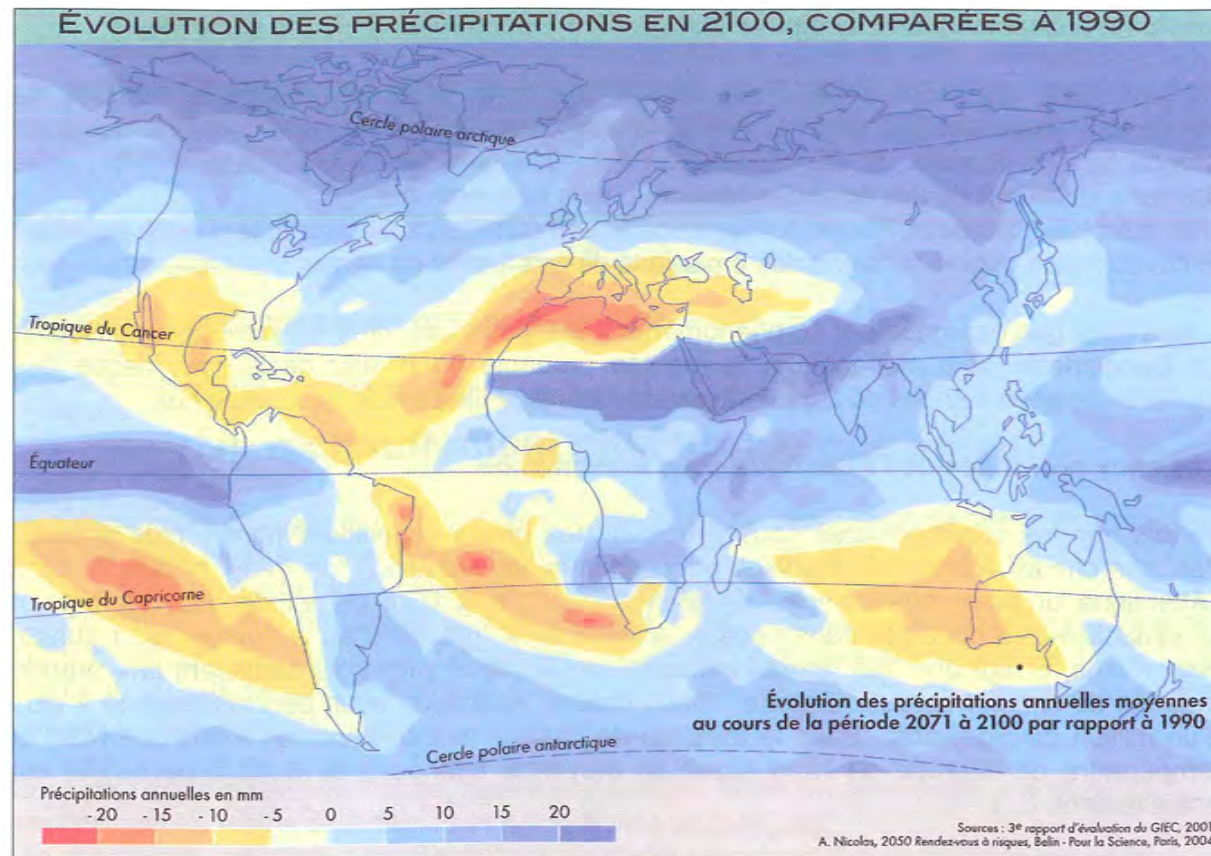 ÉVOLUTION DES PRÉCIPITATIONS EN 2100, COMPARÉES À 1990
Cercle polaire arctique
Tropique du Cancer
Équateur
Tropique du Capricorne
Évolution des précipitations annuelles moyennes
au cours de la période 2071 à 2100 par rapport à 1990
Cercle polaire antarctique
Précipitations annuelles en mm
-20 -15 -10 -5 0 5 10 15 20
Sources : 3e rapport d'évaluation du GIEC, 2001
A. Nicolas, 2050 Rendez-vous à risques, Belin - Pour la Science, Paris, 2004